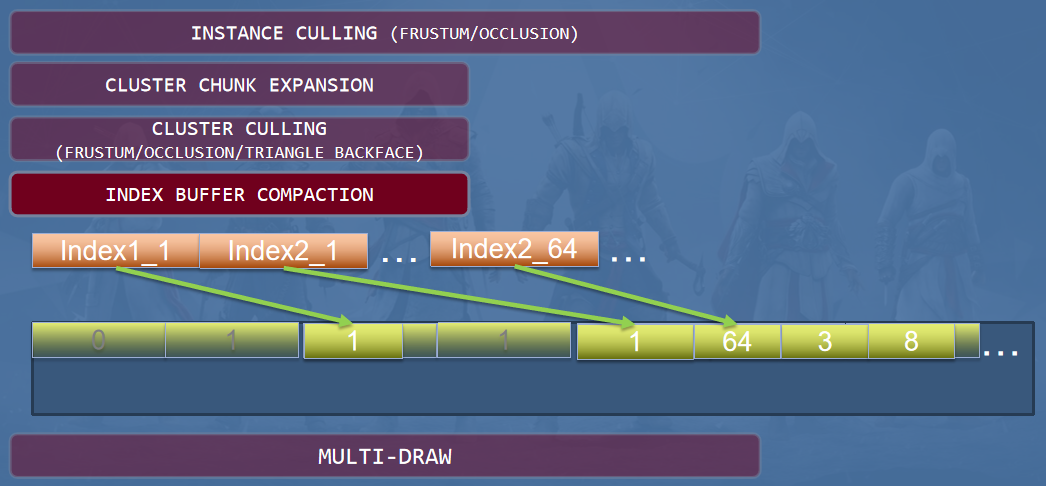 INSTANCE CULLING (FRUSTUM/OCCLUSION)
CLUSTER CHUNK EXPANSION
CLUSTER CULLING
(FRUSTUM/OCCLUSION/TRIANGLE BACKFACE)
INDEX BUFFER COMPACTION
Index1_1 Index2_1 ... Index2_64 ...
0 1 1 1 1 64 3 8 ...
MULTI-DRAW